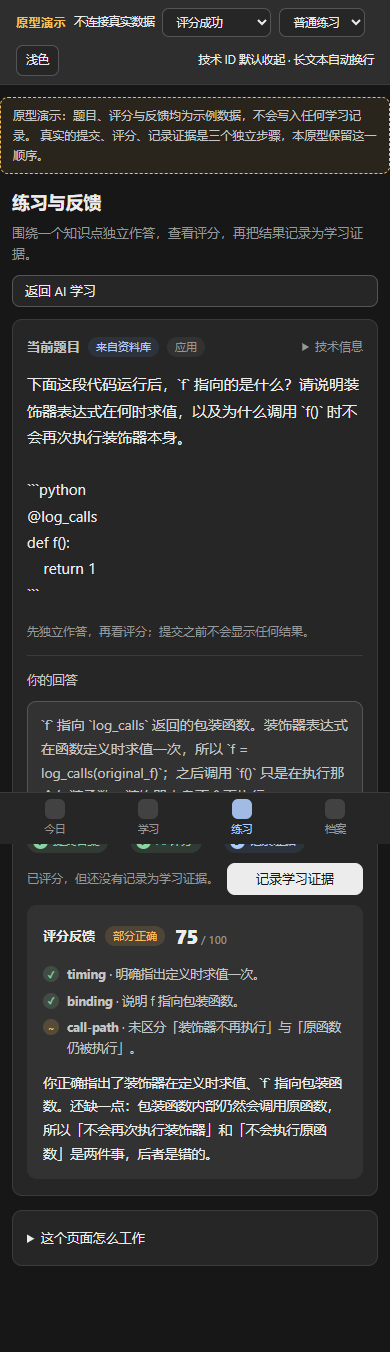 原型演示 不连接真实数据 评分成功 普通练习
浅色 技术 ID 默认收起 · 长文本自动换行
原型演示：题目、评分与反馈均为示例数据，不会写入任何学习记
录。 真实的提交、评分、记录证据是三个独立步骤，本原型保留这一
顺序。
练习与反馈
围绕一个知识点独立作答，查看评分，再把结果记录为学习证
据。
返回 AI 学习
当前题目 来自资料库 应用 ▶ 技术信息
下面这段代码运行后，`f` 指向的是什么？请说明装
饰器表达式在何时求值，以及为什么调用 `f()` 时不
会再次执行装饰器本身。
```python
@log_calls
def f():
    return 1
```
先独立作答，再看评分；提交之前不会显示任何结果。
你的回答
`f` 指向 `log_calls` 返回的包装函数。装饰器表达式
在函数定义时求值一次，所以 `f =
log_calls(original_f)`；之后调用 `f()` 只是在执行那
今日 学习 练习 档案
已评分，但还没有记录为学习证据。 记录学习证据
评分反馈 部分正确 75 / 100
✓ timing · 明确指出定义时求值一次。
✓ binding · 说明 f 指向包装函数。
~ call-path · 未区分「装饰器不再执行」与「原函数
仍被执行」。
你正确指出了装饰器在定义时求值、`f` 指向包装函
数。还缺一点：包装函数内部仍然会调用原函数，
所以「不会再次执行装饰器」和「不会执行原函
数」是两件事，后者是错的。
▶ 这个页面怎么工作